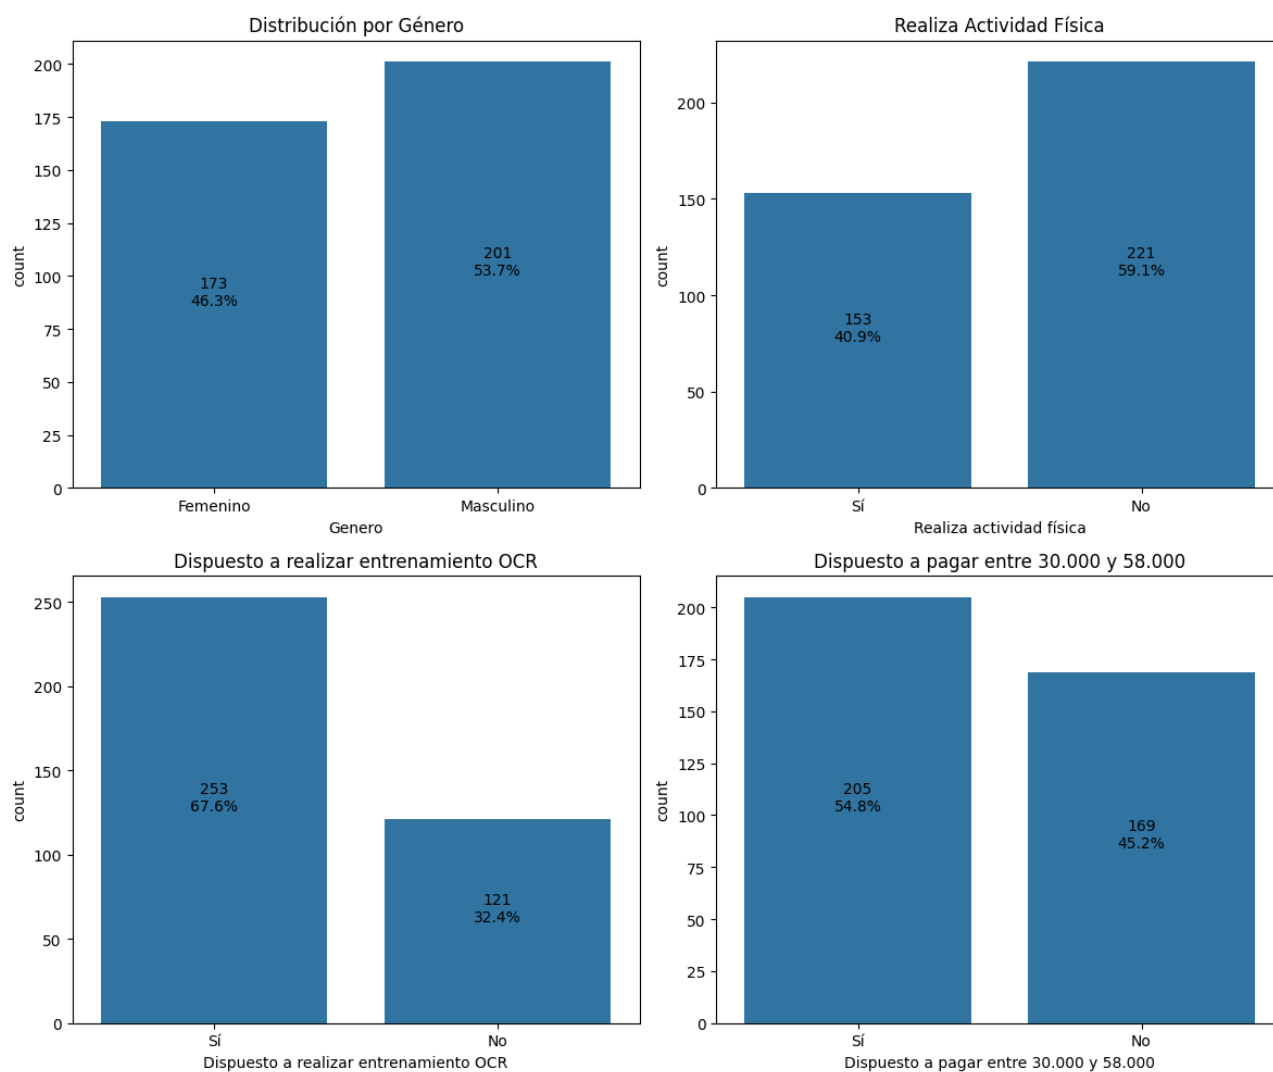 Distribución por Género
200
175
150
125
100
75
50
25
0
count
173
46.3%
201
53.7%
Femenino
Masculino
Genero
Realiza Actividad Física
200
150
100
50
0
count
153
40.9%
221
59.1%
Sí
No
Realiza actividad física
Dispuesto a realizar entrenamiento OCR
250
200
150
100
50
0
count
253
67.6%
121
32.4%
Sí
No
Dispuesto a realizar entrenamiento OCR
Dispuesto a pagar entre 30.000 y 58.000
200
175
150
125
100
75
50
25
0
count
205
54.8%
169
45.2%
Sí
No
Dispuesto a pagar entre 30.000 y 58.000